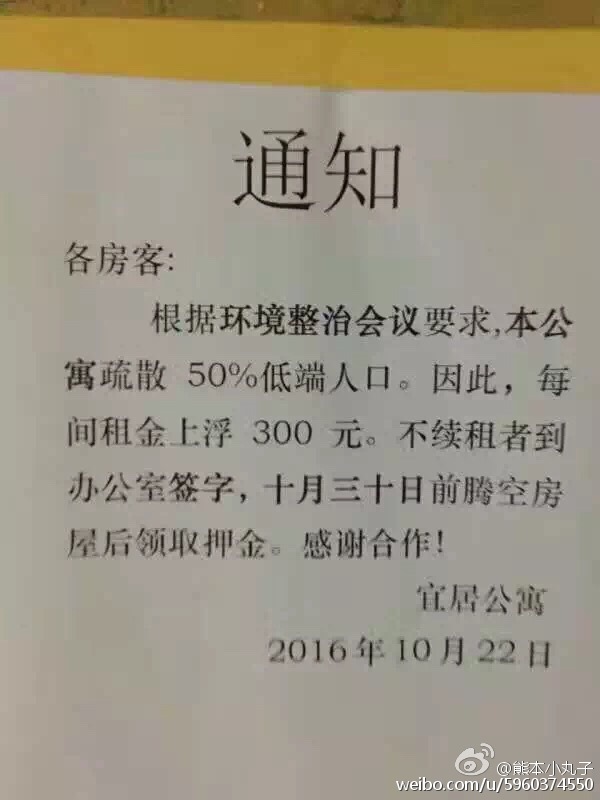 通知
各房客:
根据环境整治会议要求,本公
寓疏散 50%低端人口。因此，每
间租金上浮 300 元。不续租者到
办公室签字，十月三十日前腾空房
屋后领取押金。感谢合作!
宜居公寓
2016年10月22日
@熊本小丸子
weibo.com/u/5960374550